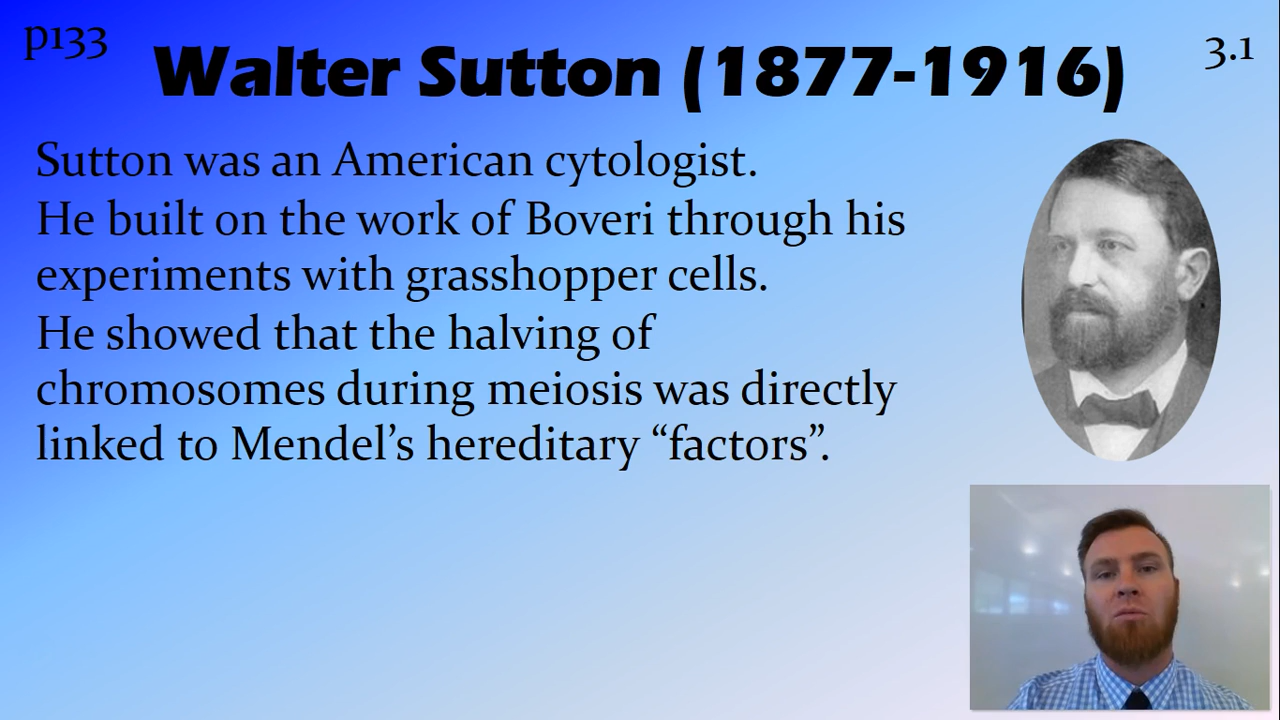 p133
Walter Sutton (1877-1916)
3.1
Sutton was an American cytologist.
He built on the work of Boveri through his
experiments with grasshopper cells.
He showed that the halving of
chromosomes during meiosis was directly
linked to Mendel’s hereditary “factors”.